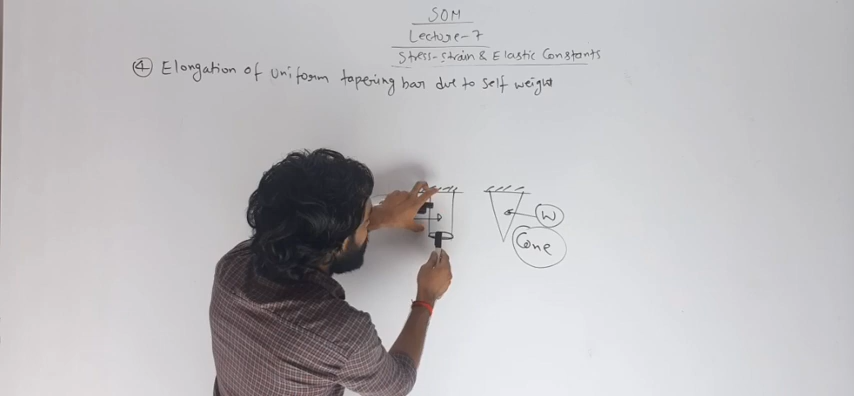 SOM
Lecture-7
Stress-Strain & Elastic Constants
④ Elongation of Uniform tapering bar due to Self weight
W
Cone